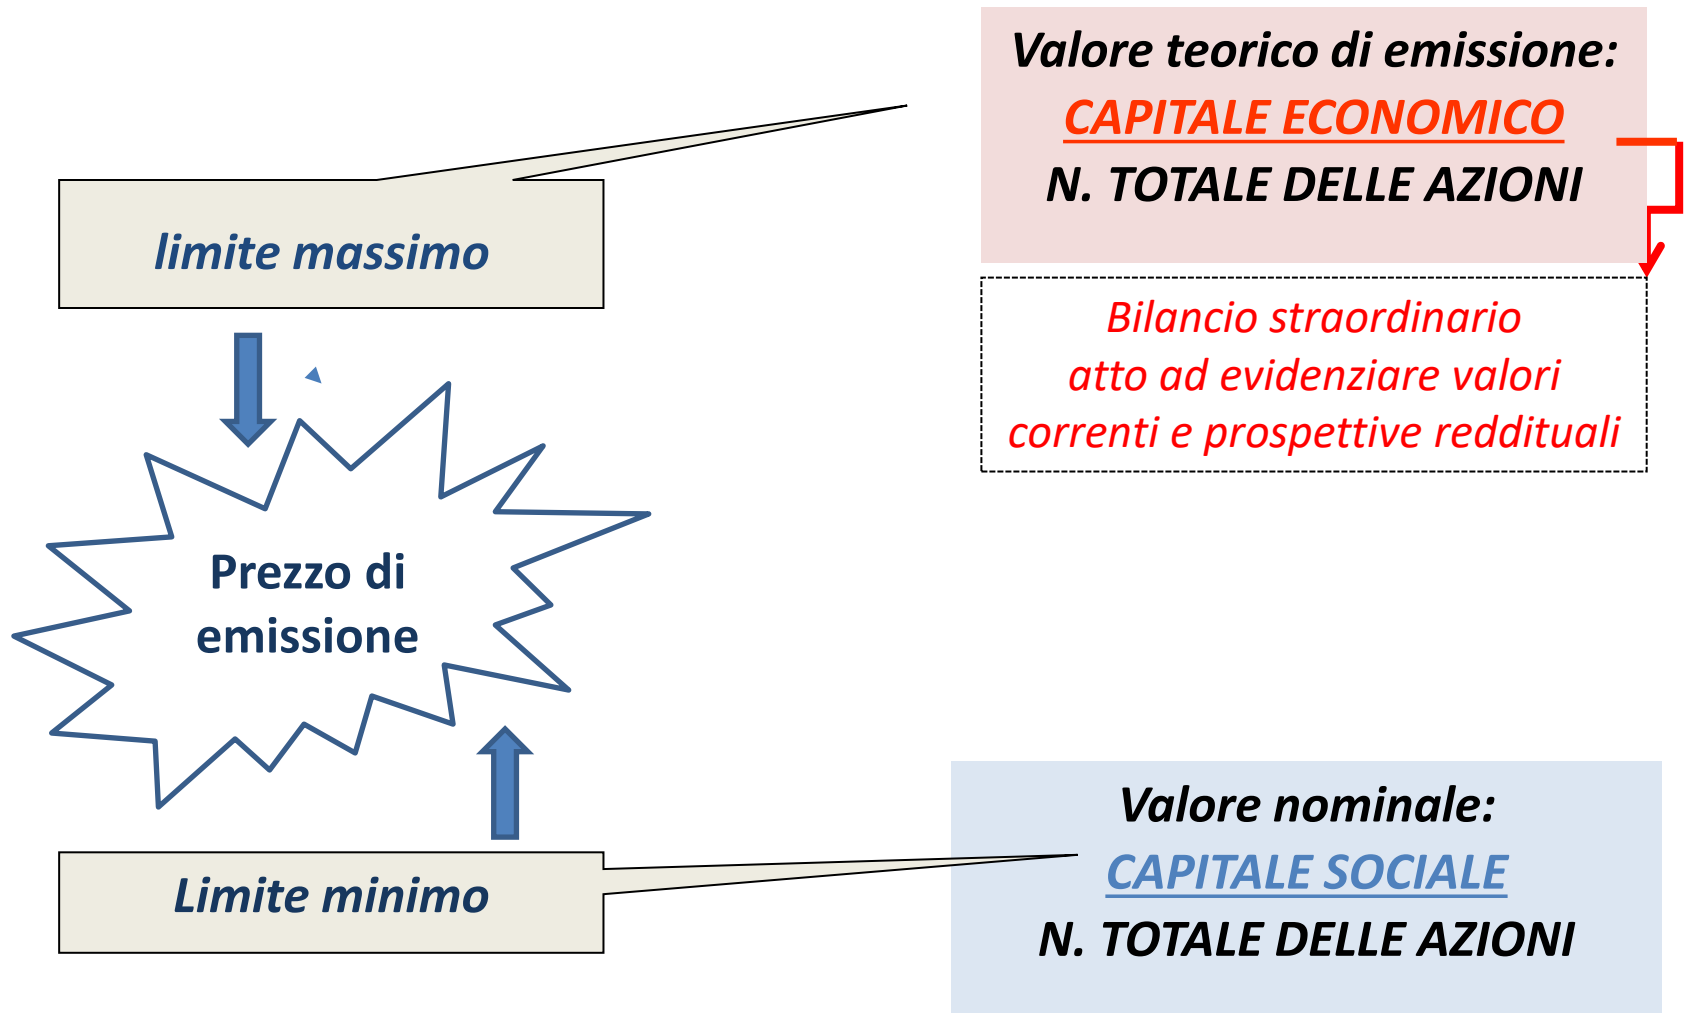 Valore teorico di emissione:
CAPITALE ECONOMICO
N. TOTALE DELLE AZIONI
limite massimo
Bilancio straordinario
atto ad evidenziare valori
correnti e prospettive reddituali
Prezzo di
emissione
Valore nominale:
CAPITALE SOCIALE
N. TOTALE DELLE AZIONI
Limite minimo